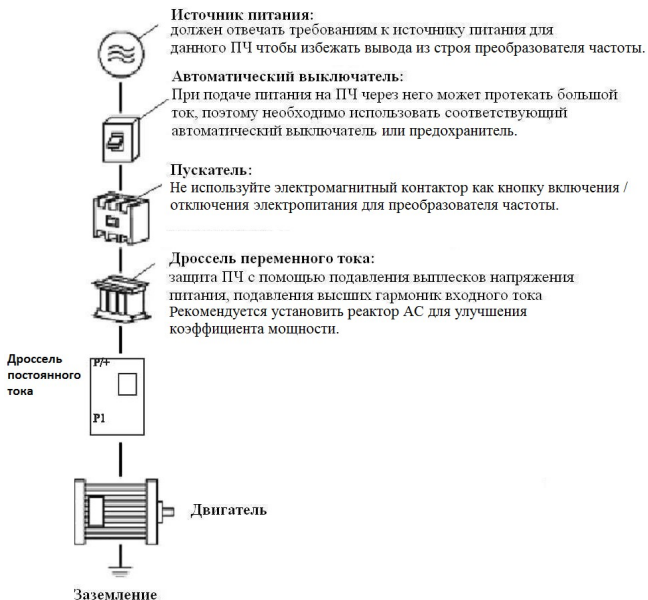 Источник питания:
должен отвечать требованиям к источнику питания для
данного ПЧ чтобы избежать вывода из строя преобразователя частоты.
Автоматический выключатель:
При подаче питания на ПЧ через него может протекать большой
ток, поэтому необходимо использовать соответствующий
автоматический выключатель или предохранитель.
Пускатель:
Не используйте электромагнитный контактор как кнопку включения /
отключения электропитания для преобразователя частоты.
Дроссель переменного тока:
защита ПЧ с помощью подавления выплесков напряжения
питания, подавления высших гармоник входного тока
Рекомендуется установить реактор АС для улучшения
коэффициента мощности.
Дроссель
постоянного
тока
P/+
P1
Двигатель
Заземление